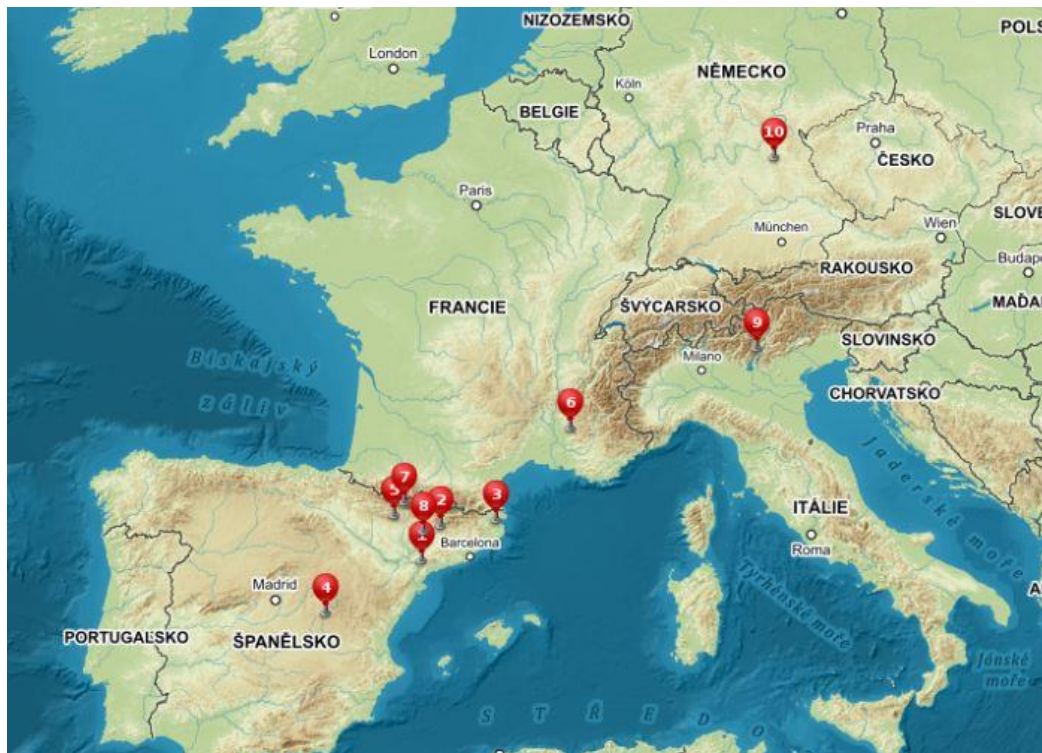 NIZOZEMSKO
POLS
London
NĚMECKO
Köln
BELGIE
10
Praha
ČESKO
Paris
SLOVE
Wien
München
Budape
RAKOUSKO
MAĎA
FRANCIE
ŠVÝCARSKO
9
SLOVINSKO
Milano
Biskajský
záliv
CHORVATSKO
6
Jaderské
moře
7
5
8
2
3
1
Barcelona
ITÁLIE
Roma
Madrid
4
Tyrhénské moře
A
PORTUGALSKO
ŠPANĚLSKO
Jónské
moře
STŘEDO